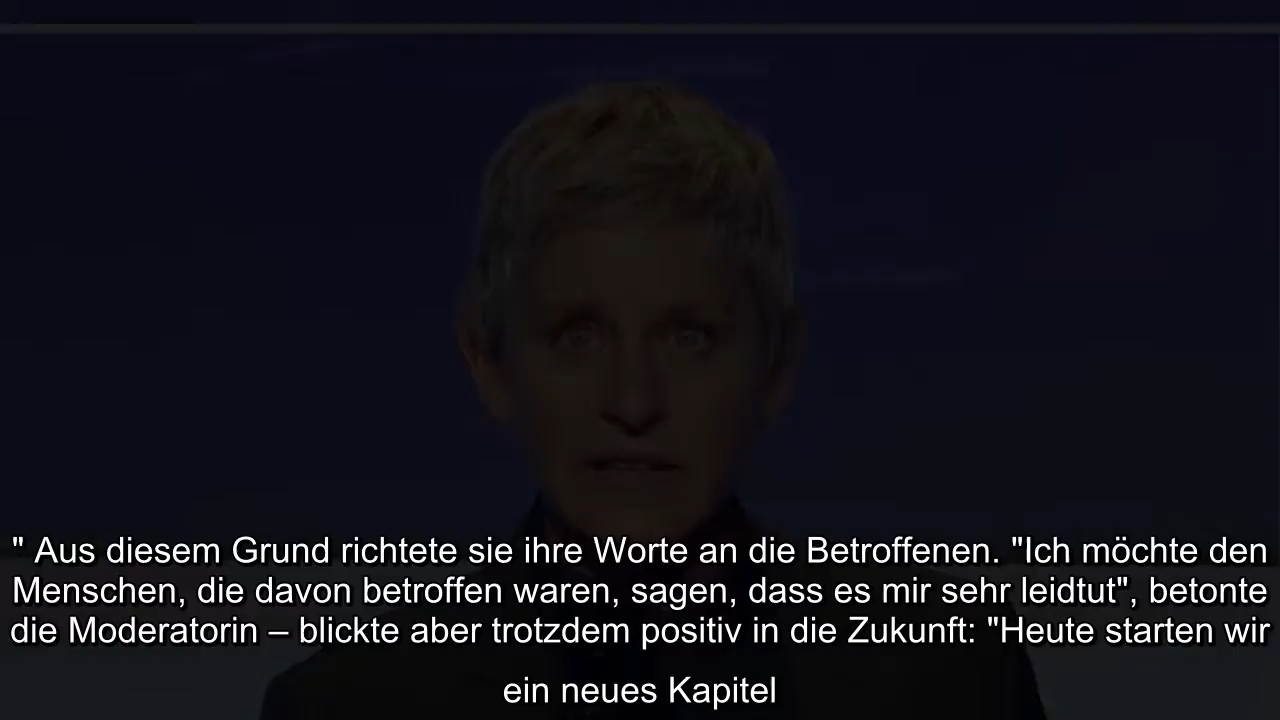 " Aus diesem Grund richtete sie ihre Worte an die Betroffenen. "Ich möchte den
Menschen, die davon betroffen waren, sagen, dass es mir sehr leidtut", betonte
die Moderatorin – blickte aber trotzdem positiv in die Zukunft: "Heute starten wir
ein neues Kapitel